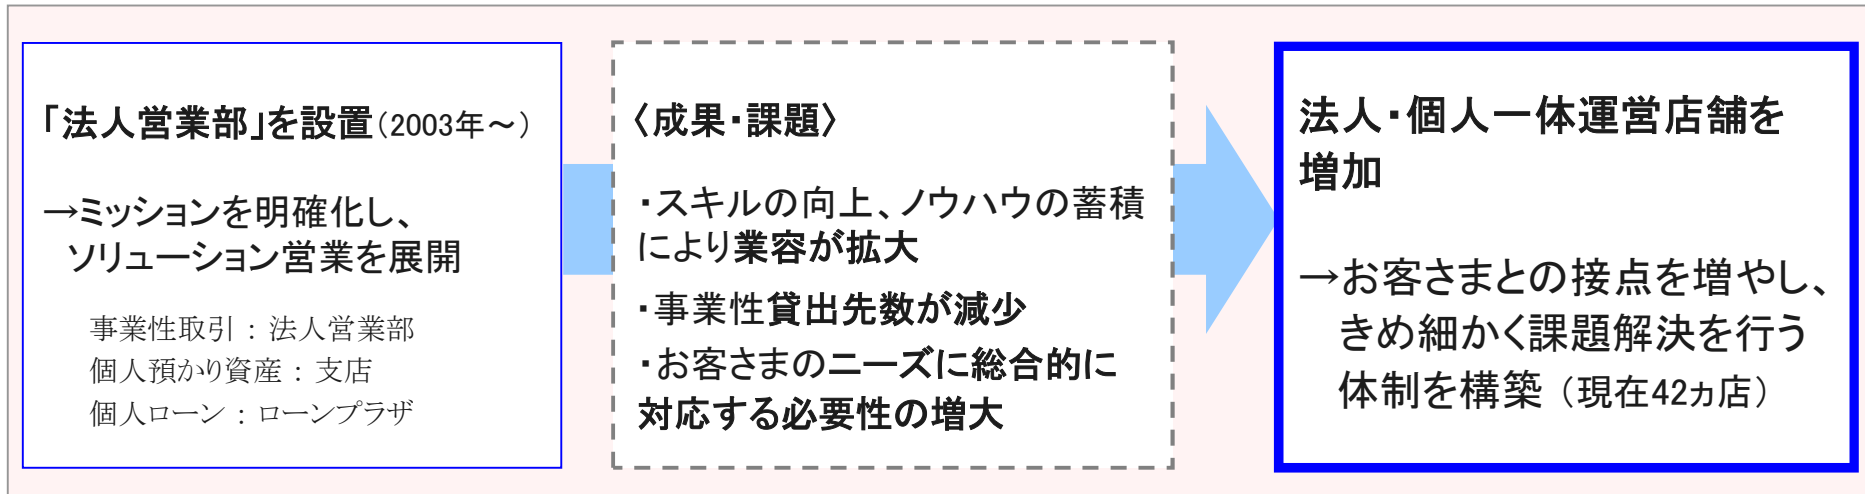 「法人営業部」を設置(2003年～)
→ミッションを明確化し、
ソリューション営業を展開
事業性取引：法人営業部
個人預かり資産：支店
個人ローン：ローンプラザ
〈成果・課題〉
・スキルの向上、ノウハウの蓄積
により業容が拡大
・事業性貸出先数が減少
・お客さまのニーズに総合的に
対応する必要性の増大
法人・個人一体運営店舗を
増加
→お客さまとの接点を増やし、
きめ細かく課題解決を行う
体制を構築（現在42ヵ店）